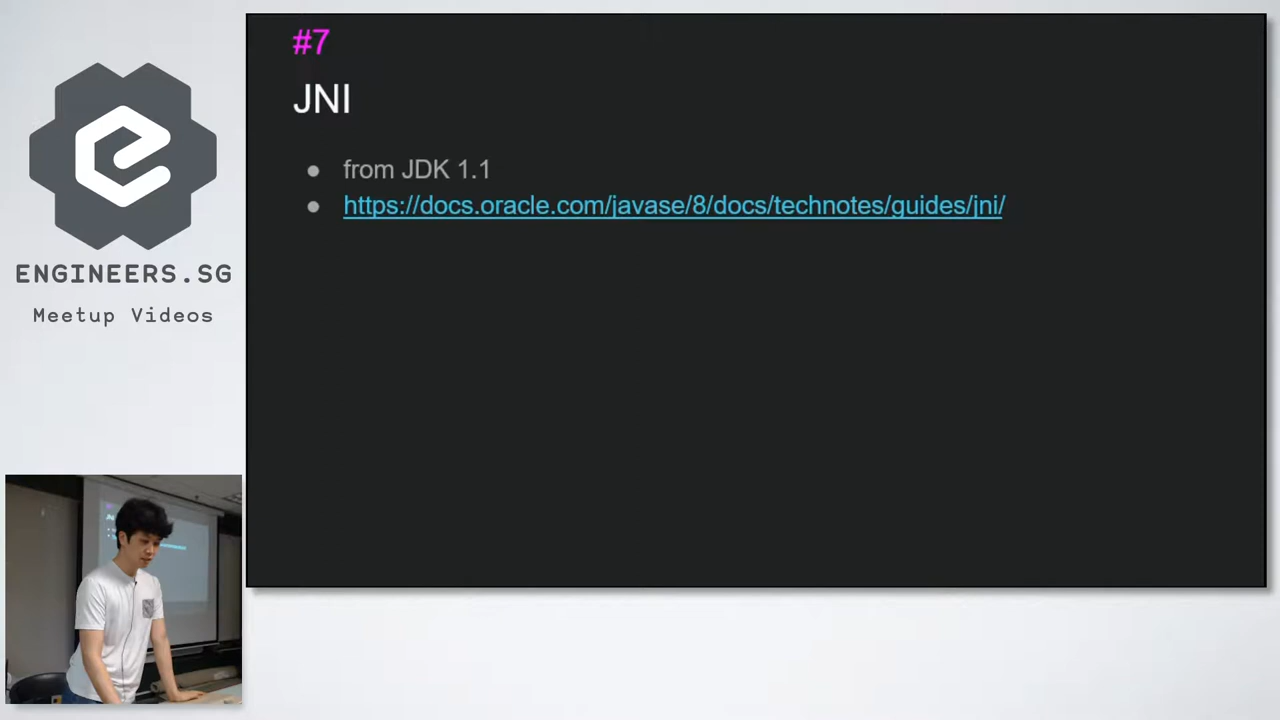 #7
JNI
from JDK 1.1
https://docs.oracle.com/javase/8/docs/technotes/guides/jni/
ENGINEERS.SG
Meetup Videos